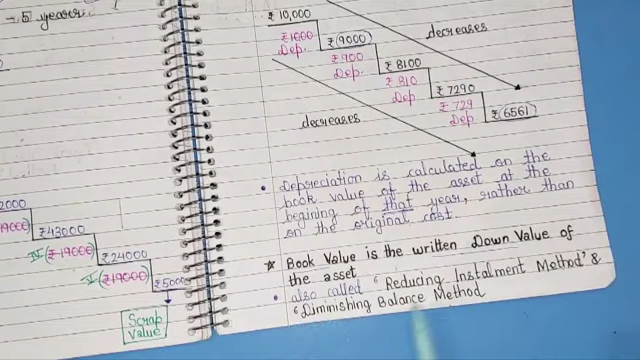 5 years.
2000
19000)
₹43000
IV (₹19000)
₹24000
V (₹19000)
₹5000
Scrap
Value
₹10,000
₹1000
Dep.
₹(9000)
₹900
Dep.
₹8100
₹810
Dep
₹7290
₹729
Dep
₹(6561)
decreases
decreases
• Depreciation is calculated on the
book value of the asset at the
begining of that year, rather than
on the original cost
★ Book Value is the written Down Value of
the asset
• also called "Reducing Instalment Method" &
"Diminishing Balance Method